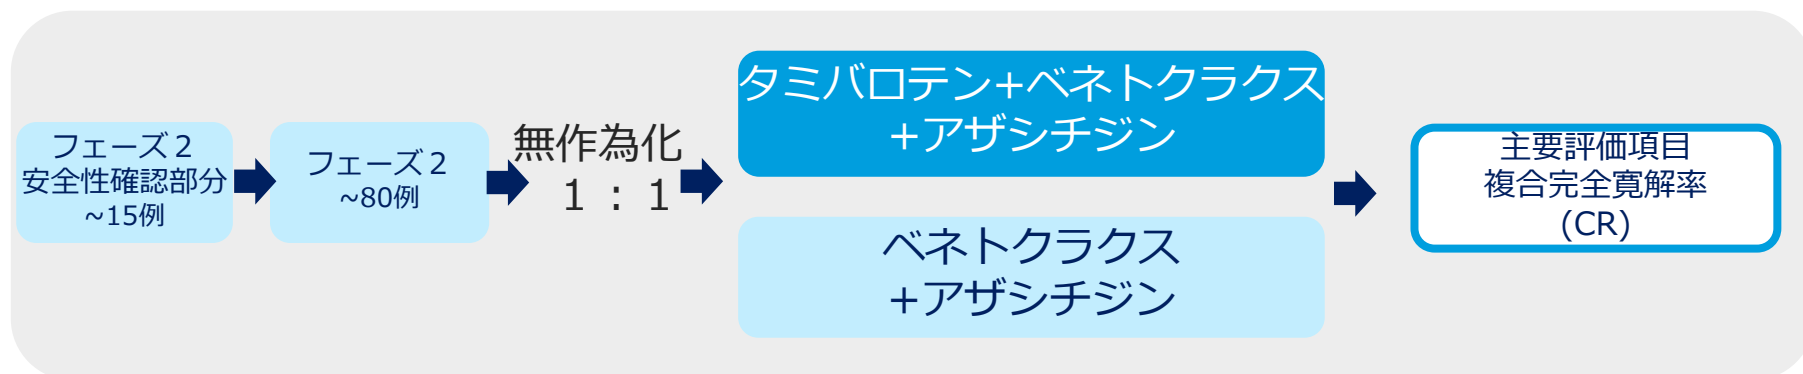 フェーズ２
安全性確認部分
~15例
フェーズ２
~80例
無作為化
１：１
タミバロテン+ベネトクラクス
+アザシチジン
ベネトクラクス
+アザシチジン
主要評価項目
複合完全寛解率
(CR)